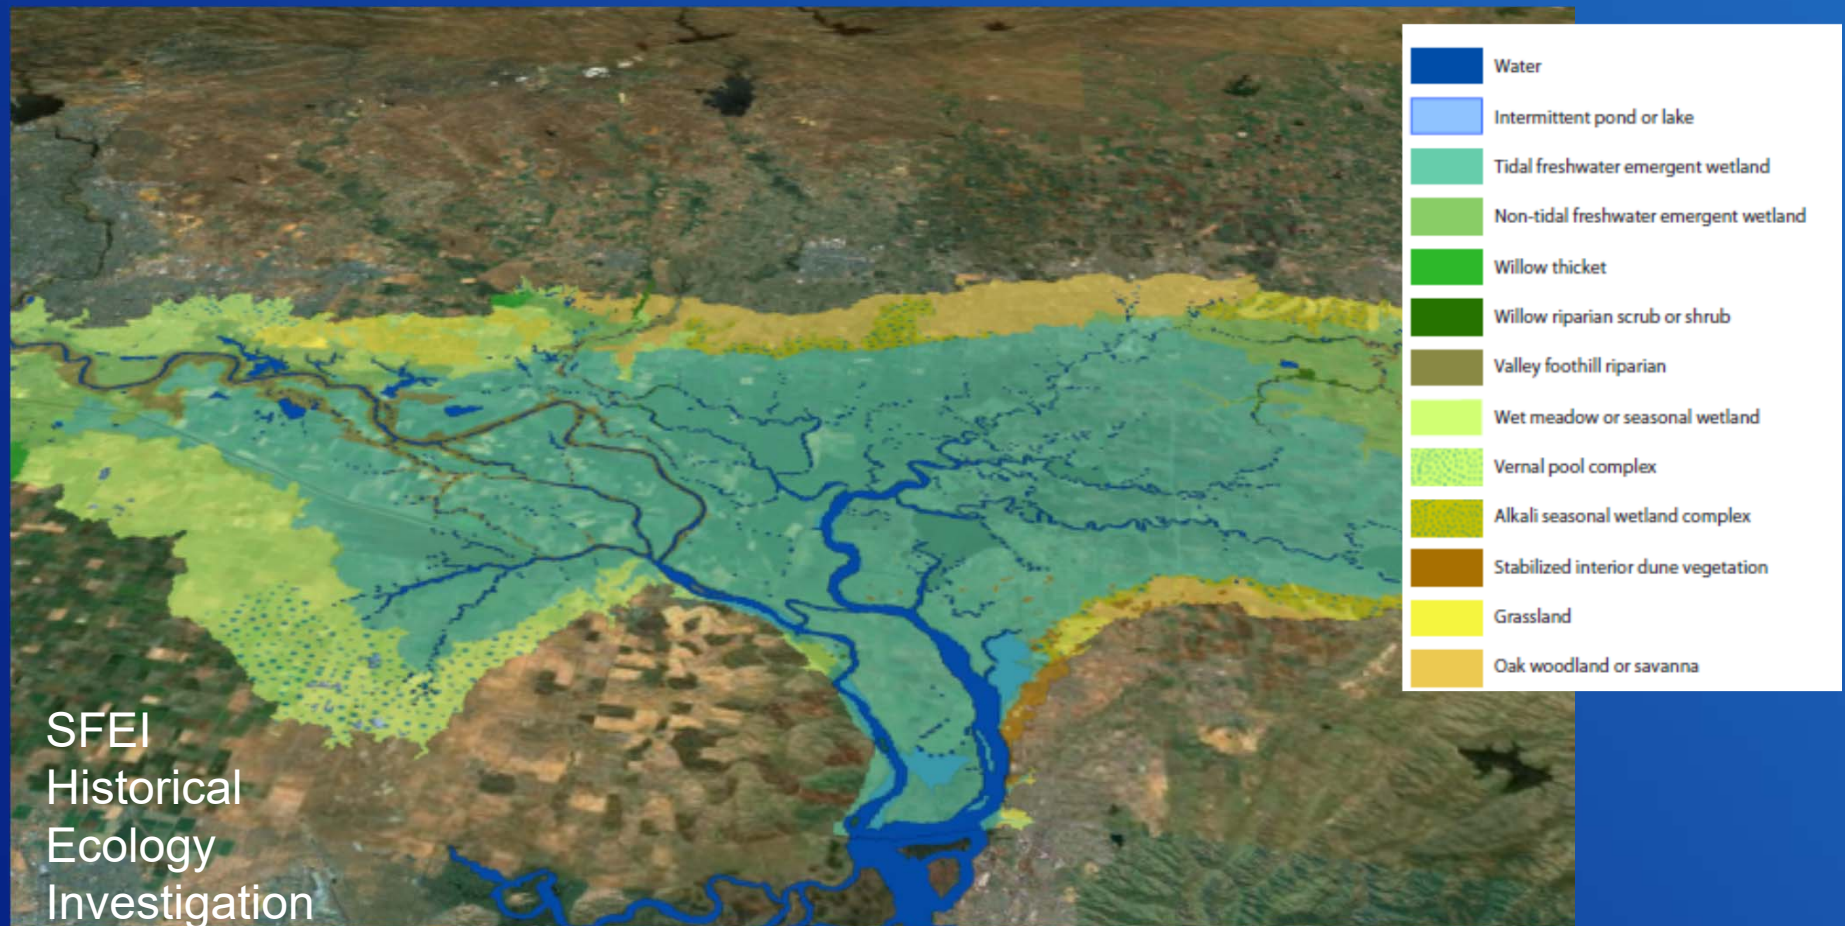 Water
Intermittent pond or lake
Tidal freshwater emergent wetland
Non-tidal freshwater emergent wetland
Willow thicket
Willow riparian scrub or shrub
Valley foothill riparian
Wet meadow or seasonal wetland
Vernal pool complex
Alkali seasonal wetland complex
Stabilized interior dune vegetation
Grassland
Oak woodland or savanna
SFEI
Historical
Ecology
Investigation